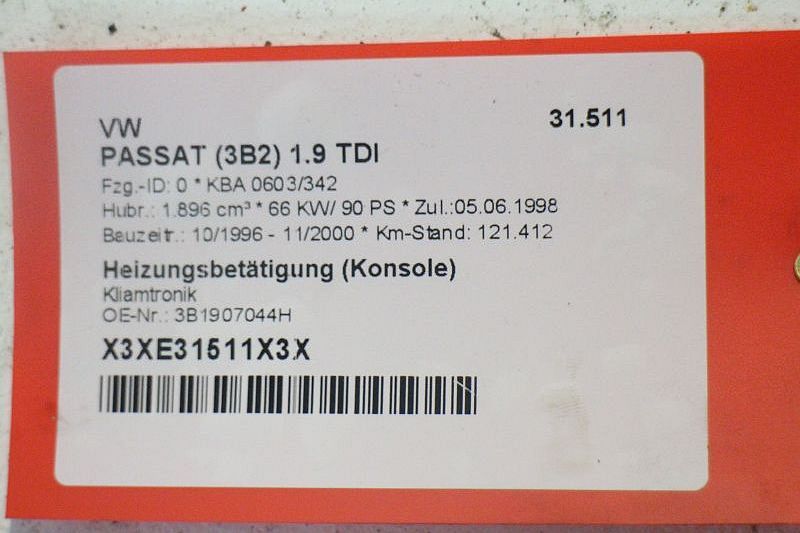 VW
31.511
PASSAT (3B2) 1.9 TDI
Fzg.-ID: 0 * KBA 0603/342
Hubr.: 1.896 cm³ * 66 KW/ 90 PS * Zul.:05.06.1998
Bauzeitr.: 10/1996 - 11/2000 * Km-Stand: 121.412
Heizungsbetätigung (Konsole)
Kliamtronik
OE-Nr.: 3B1907044H
X3XE31511X3X